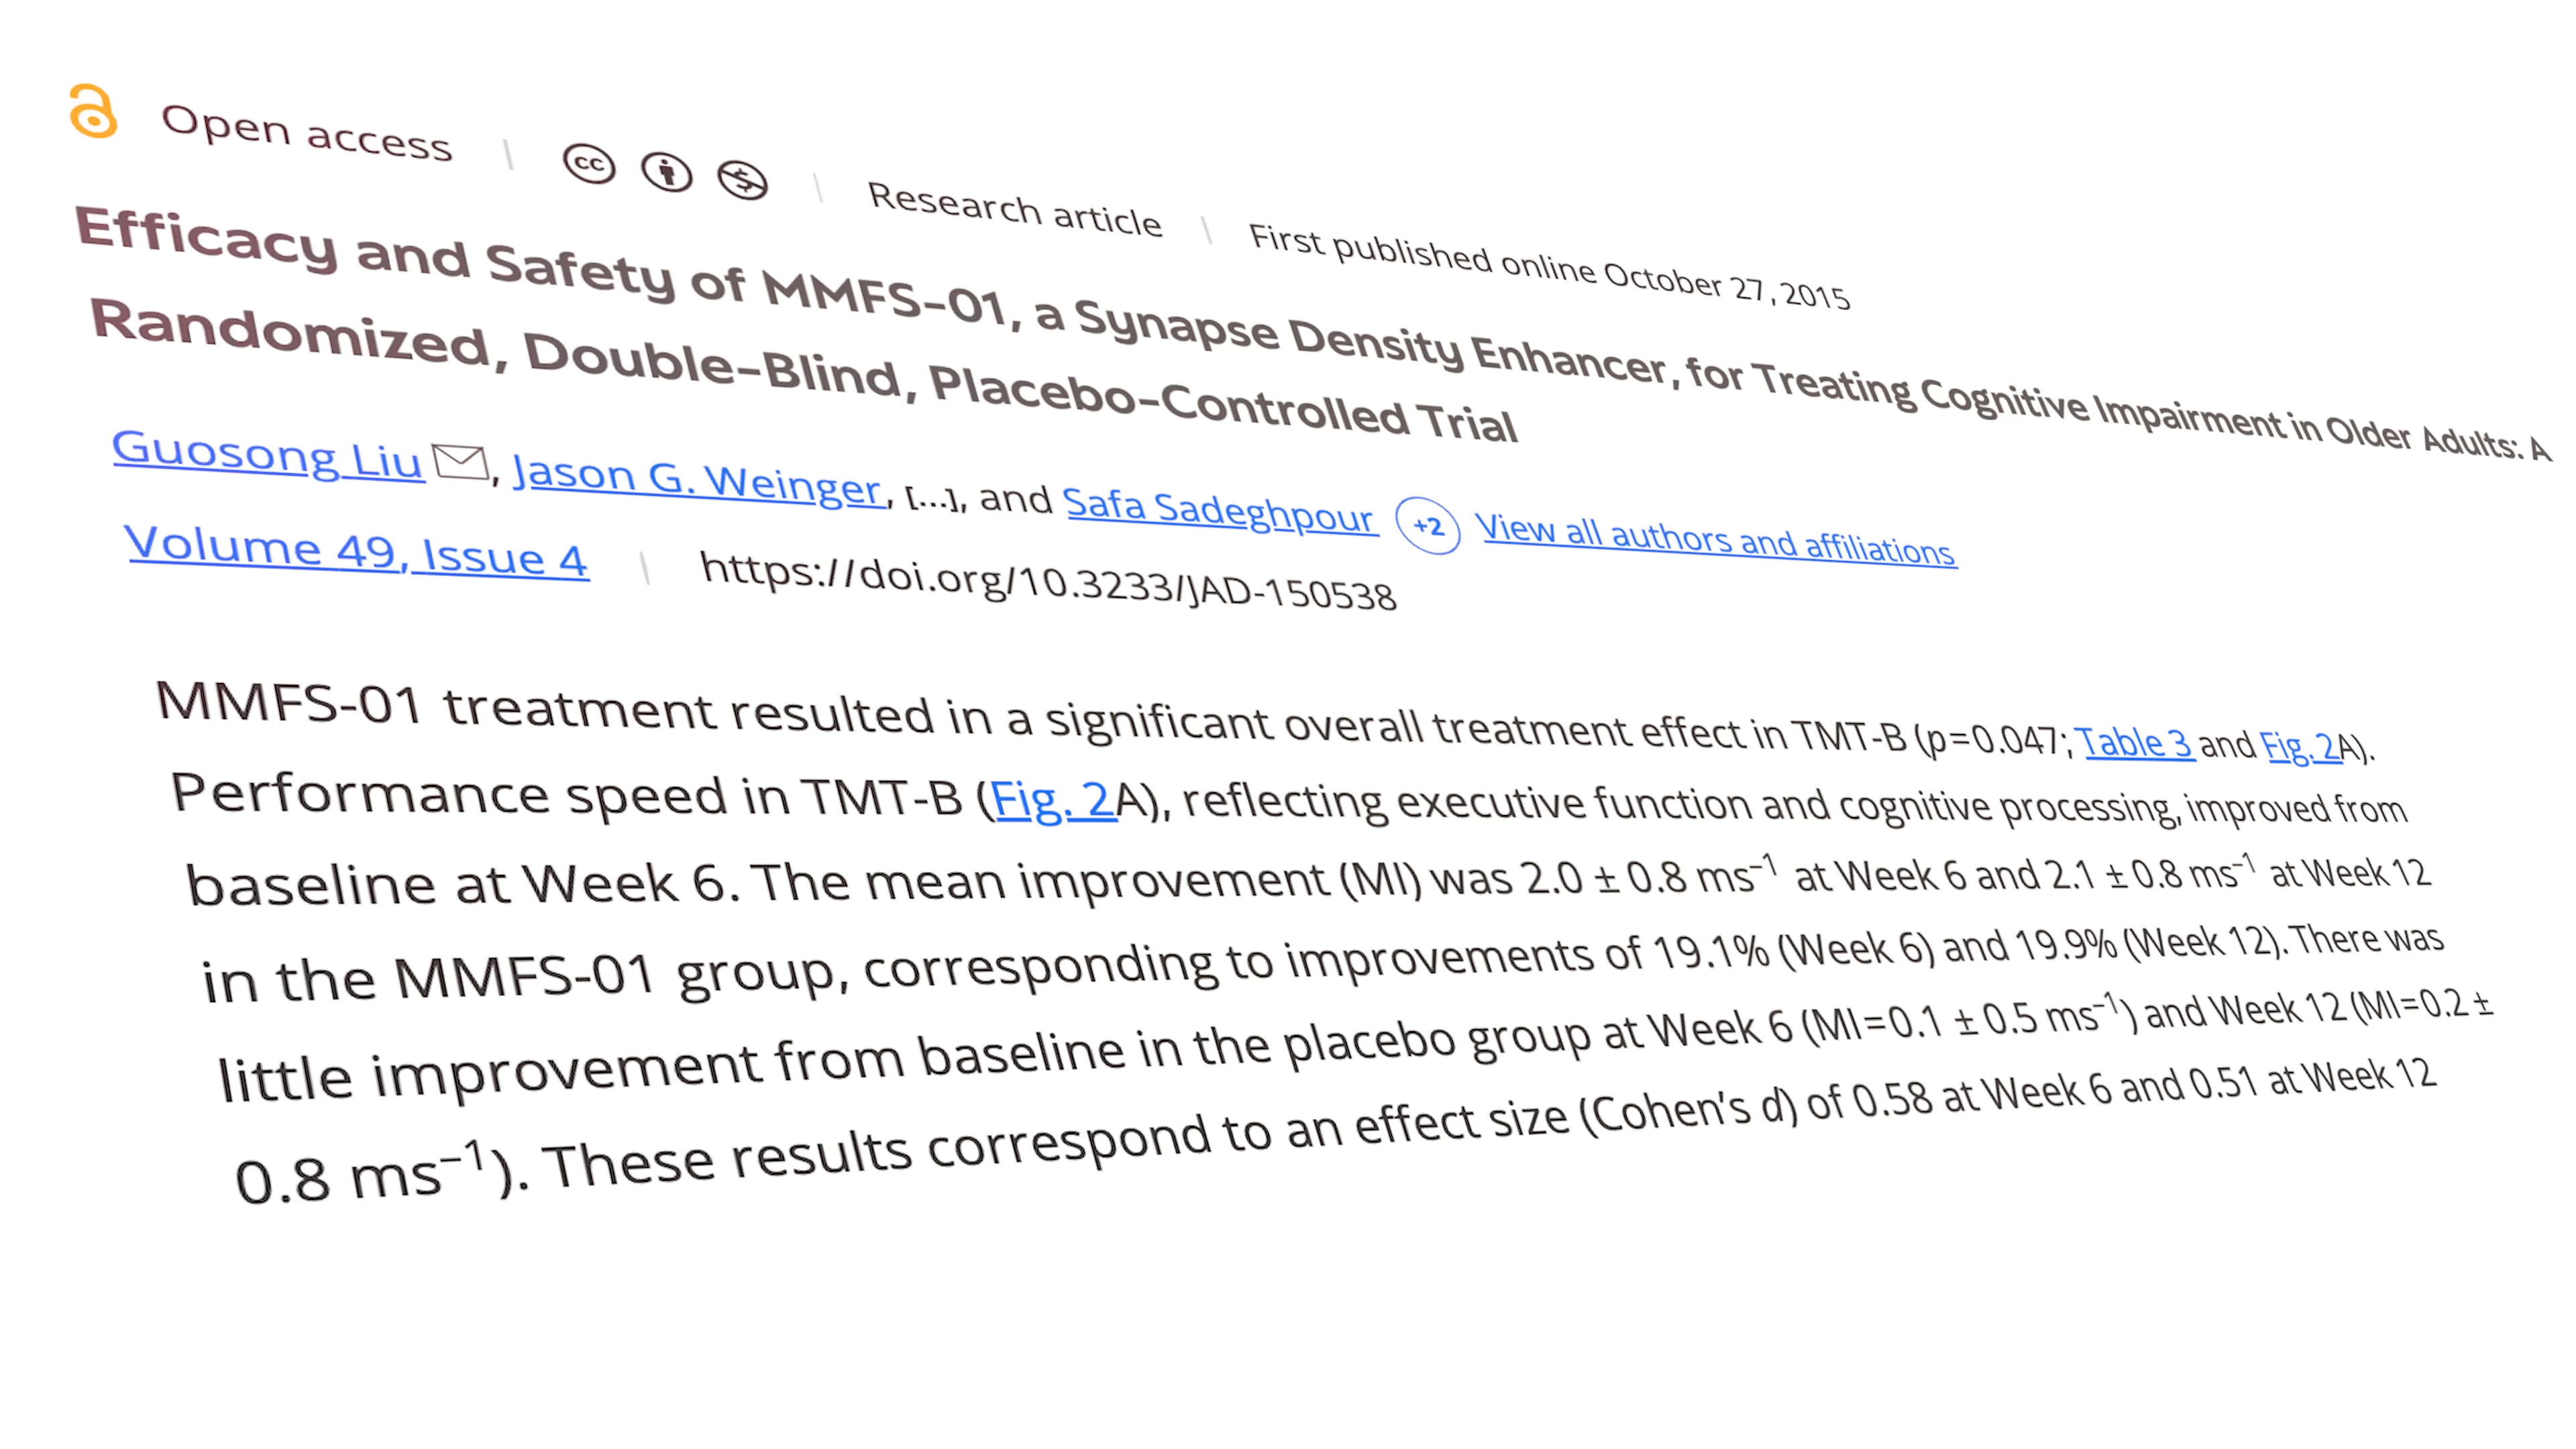 Open access | Research article | First published online October 27, 2015
Efficacy and Safety of MMFS-01, a Synapse Density Enhancer, for Treating Cognitive Impairment in Older Adults: A
Randomized, Double-Blind, Placebo-Controlled Trial
Guosong Liu, Jason G. Weinger, [...], and Safa Sadeghpour +2 View all authors and affiliations
Volume 49, Issue 4 | https://doi.org/10.3233/JAD-150538
MMFS-01 treatment resulted in a significant overall treatment effect in TMT-B (p=0.047; Table 3 and Fig. 2A).
Performance speed in TMT-B (Fig. 2A), reflecting executive function and cognitive processing, improved from
baseline at Week 6. The mean improvement (MI) was 2.0 ± 0.8 ms⁻¹ at Week 6 and 2.1 ± 0.8 ms⁻¹ at Week 12
in the MMFS-01 group, corresponding to improvements of 19.1% (Week 6) and 19.9% (Week 12). There was
little improvement from baseline in the placebo group at Week 6 (MI=0.1 ± 0.5 ms⁻¹) and Week 12 (MI=0.2 ±
0.8 ms⁻¹). These results correspond to an effect size (Cohen's d) of 0.58 at Week 6 and 0.51 at Week 12